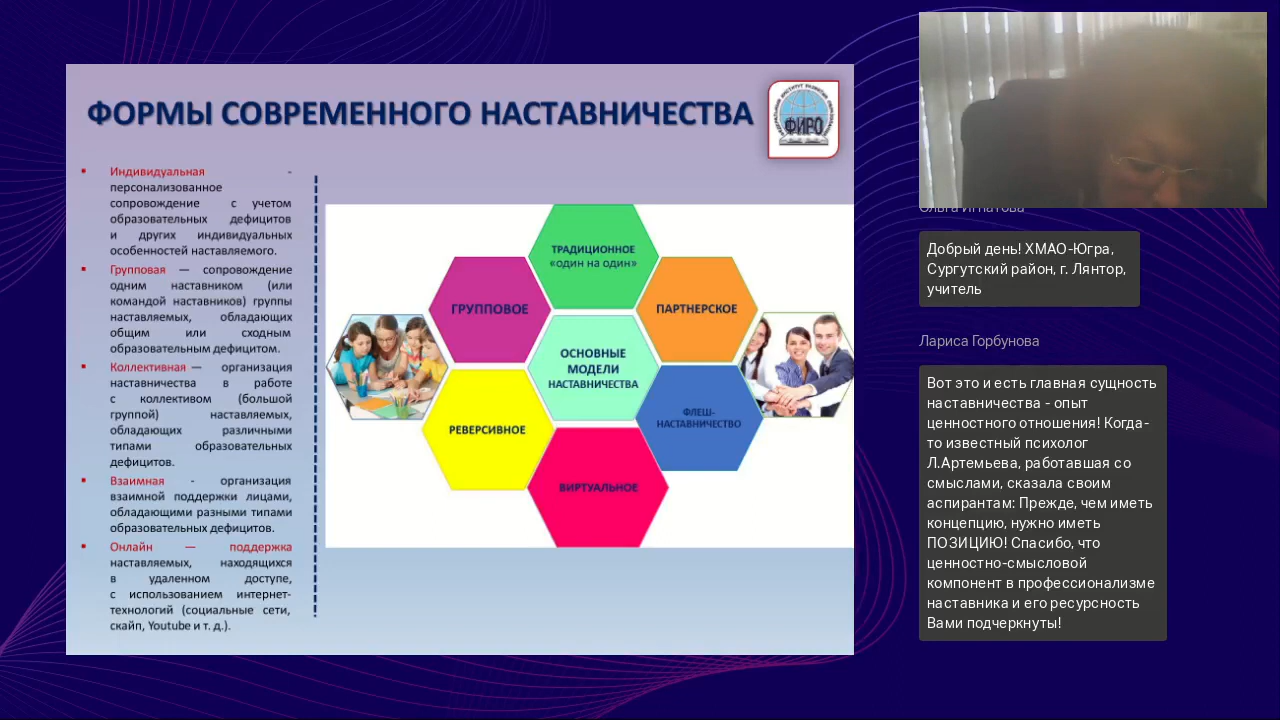 ФОРМЫ СОВРЕМЕННОГО НАСТАВНИЧЕСТВА
ФИРО
Индивидуальная -
персонализованное
сопровождение с учетом
образовательных дефицитов
и других индивидуальных
особенностей наставляемого.
Групповая — сопровождение
одним наставником (или
командой наставников) группы
наставляемых, обладающих
общим или сходным
образовательным дефицитом.
Коллективная — организация
наставничества в работе
с коллективом (большой
группой) наставляемых,
обладающих различными
типами образовательных
дефицитов.
Взаимная - организация
взаимной поддержки лицами,
обладающими разными типами
образовательных дефицитов.
Онлайн — поддержка
наставляемых, находящихся
в удаленном доступе,
с использованием интернет-
технологий (социальные сети,
скайп, Youtube и т. д.).
ТРАДИЦИОННОЕ
«один на один»
ГРУППОВОЕ
ПАРТНЕРСКОЕ
ОСНОВНЫЕ
МОДЕЛИ
НАСТАВНИЧЕСТВА
ФЛЕШ-
НАСТАВНИЧЕСТВО
РЕВЕРСИВНОЕ
ВИРТУАЛЬНОЕ
Ольга Игнатова
Добрый день! ХМАО-Югра,
Сургутский район, г. Лянтор,
учитель
Лариса Горбунова
Вот это и есть главная сущность
наставничества - опыт
ценностного отношения! Когда-
то известный психолог
Л.Артемьева, работавшая со
смыслами, сказала своим
аспирантам: Прежде, чем иметь
концепцию, нужно иметь
ПОЗИЦИЮ! Спасибо, что
ценностно-смысловой
компонент в профессионализме
наставника и его ресурсность
Вами подчеркнуты!